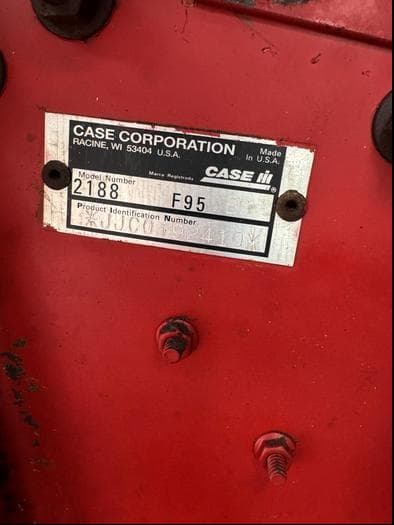 CASE CORPORATION
RACINE, WI 53404 U.S.A.
Made
In U.S.A.
Marca Registrada
CASE IH ®
Model Number
2188 F95
Product Identification Number